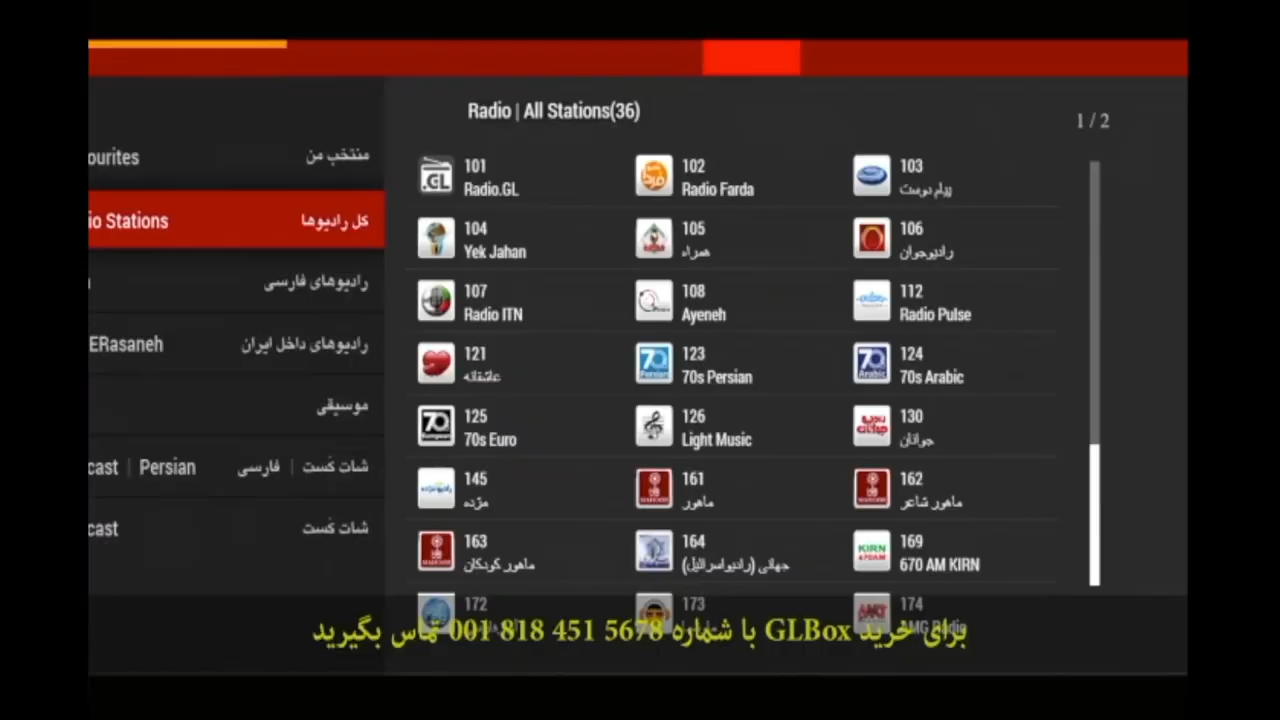 Radio | All Stations(36)
1 / 2
ourites منتخب من
io Stations کل رادیوها
رادیوهای فارسی
ERasaneh رادیوهای داخل ایران
موسیقی
cast | Persian شات کَست | فارسی
cast شات کَست
101
Radio.GL
102
Radio Farda
103
پیام دوست
104
Yek Jahan
105
همراه
106
رادیوجوان
107
Radio ITN
108
Ayeneh
112
Radio Pulse
121
عاشقانه
123
70s Persian
124
70s Arabic
125
70s Euro
126
Light Music
130
جوانان
145
مژده
161
ماهور
162
ماهور شاعر
163
ماهور کودکان
164
جهانی (رادیواسرائیل)
169
670 AM KIRN
172
173
174
AMG Radio
برای خرید GLBox با شماره 001 818 451 5678 تماس بگیرید